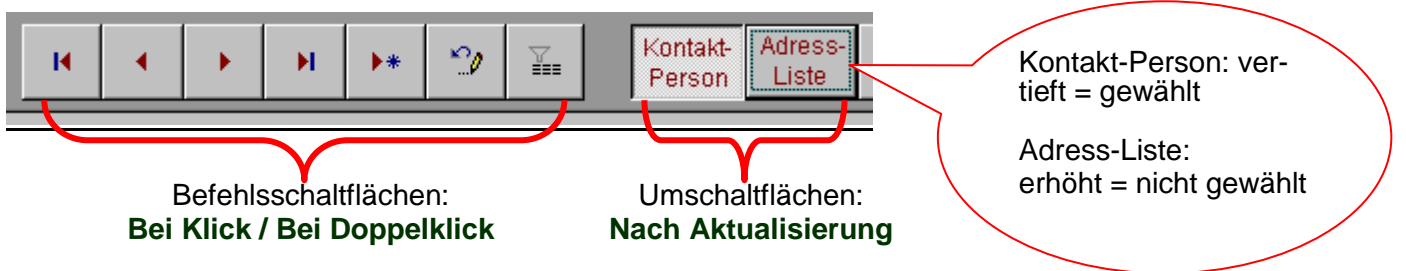 Kontakt-
Person
Adress-
Liste
Kontakt-Person: ver-
tieft = gewählt
Adress-Liste:
erhöht = nicht gewählt
Befehlsschaltflächen:
Bei Klick / Bei Doppelklick
Umschaltflächen:
Nach Aktualisierung